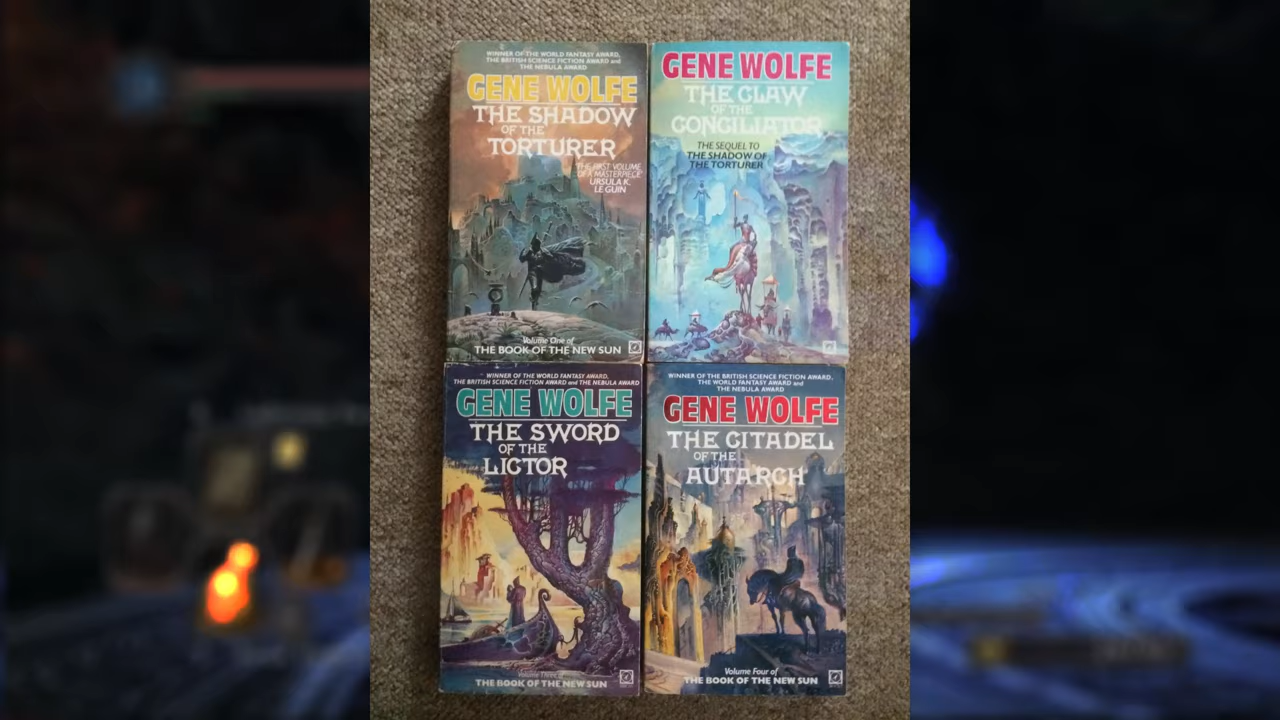 WINNER OF THE WORLD FANTASY AWARD,
THE BRITISH SCIENCE FICTION AWARD and
THE NEBULA AWARD
GENE WOLFE
THE SHADOW
OF THE
TORTURER
'THE FIRST VOLUME
OF A MASTERPIECE'
URSULA K.
LE GUIN
Volume One of
THE BOOK OF THE NEW SUN
GENE WOLFE
THE CLAW
OF THE
CONCILIATOR
THE SEQUEL TO
THE SHADOW OF
THE TORTURER
WINNER OF THE WORLD FANTASY AWARD,
THE BRITISH SCIENCE FICTION AWARD and THE NEBULA AWARD
GENE WOLFE
THE SWORD
OF THE
LICTOR
Volume Three of
THE BOOK OF THE NEW SUN
WINNER OF THE BRITISH SCIENCE FICTION AWARD,
THE WORLD FANTASY AWARD and
THE NEBULA AWARD
GENE WOLFE
THE CITADEL
OF THE
AUTARCH
Volume Four of
THE BOOK OF THE NEW SUN